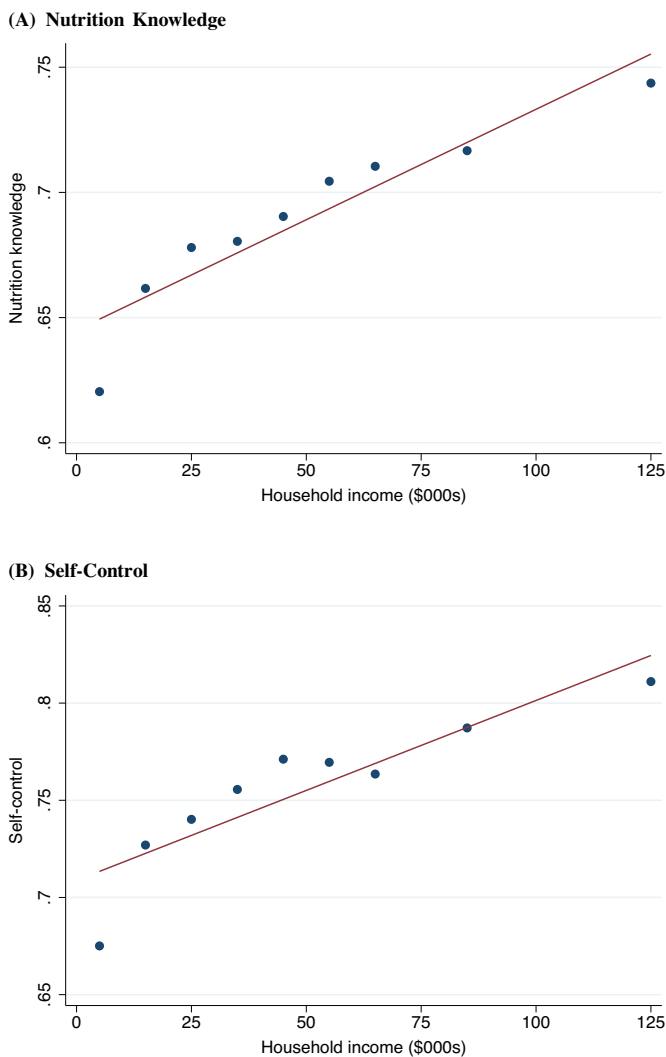 (A) Nutrition Knowledge
.75
.7
.65
.6
Nutrition knowledge
0 25 50 75 100 125
Household income ($000s)
(B) Self-Control
.85
.8
.75
.7
.65
Self-control
0 25 50 75 100 125
Household income ($000s)